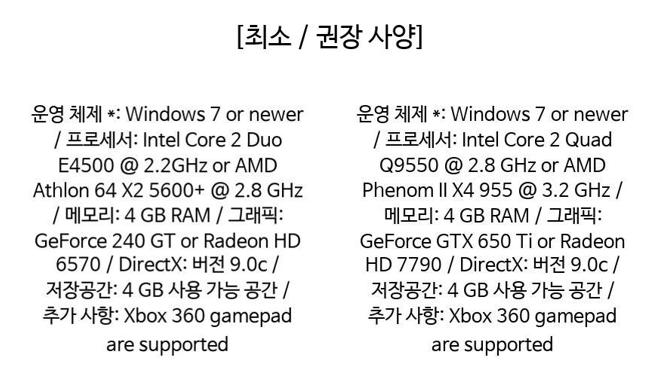 [최소 / 권장 사양]
운영 체제 *: Windows 7 or newer
/ 프로세서: Intel Core 2 Duo
E4500 @ 2.2GHz or AMD
Athlon 64 X2 5600+ @ 2.8 GHz
/ 메모리: 4 GB RAM / 그래픽:
GeForce 240 GT or Radeon HD
6570 / DirectX: 버전 9.0c /
저장공간: 4 GB 사용 가능 공간 /
추가 사항: Xbox 360 gamepad
are supported
운영 체제 *: Windows 7 or newer
/ 프로세서: Intel Core 2 Quad
Q9550 @ 2.8 GHz or AMD
Phenom II X4 955 @ 3.2 GHz /
메모리: 4 GB RAM / 그래픽:
GeForce GTX 650 Ti or Radeon
HD 7790 / DirectX: 버전 9.0c /
저장공간: 4 GB 사용 가능 공간 /
추가 사항: Xbox 360 gamepad
are supported